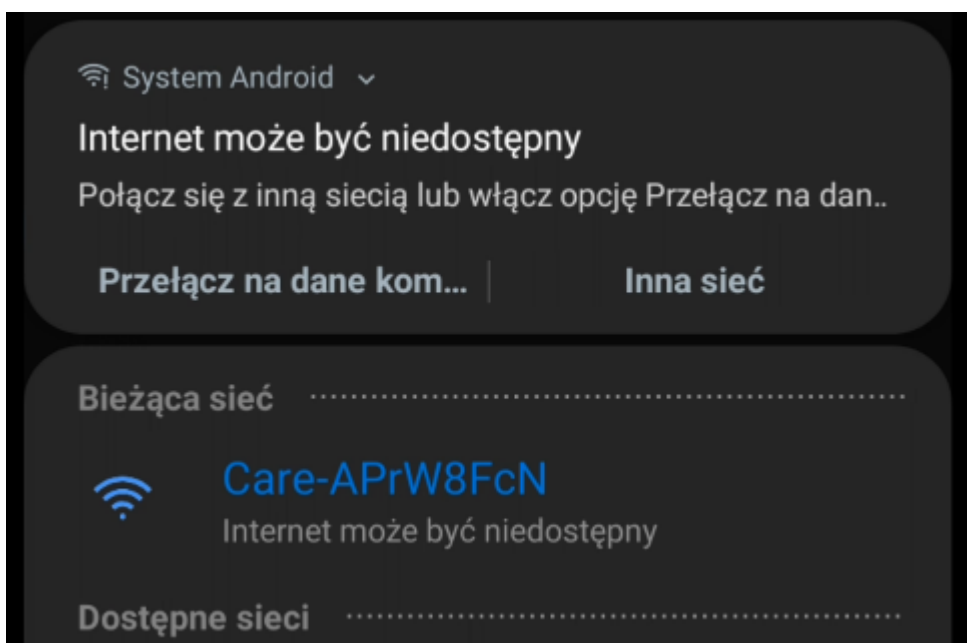 System Android
Internet może być niedostępny
Połącz się z inną siecią lub włącz opcję Przełącz na dan..
Przełącz na dane kom...
Inna sieć
Bieżąca sieć
Care-APrW8FcN
Internet może być niedostępny
Dostępne sieci